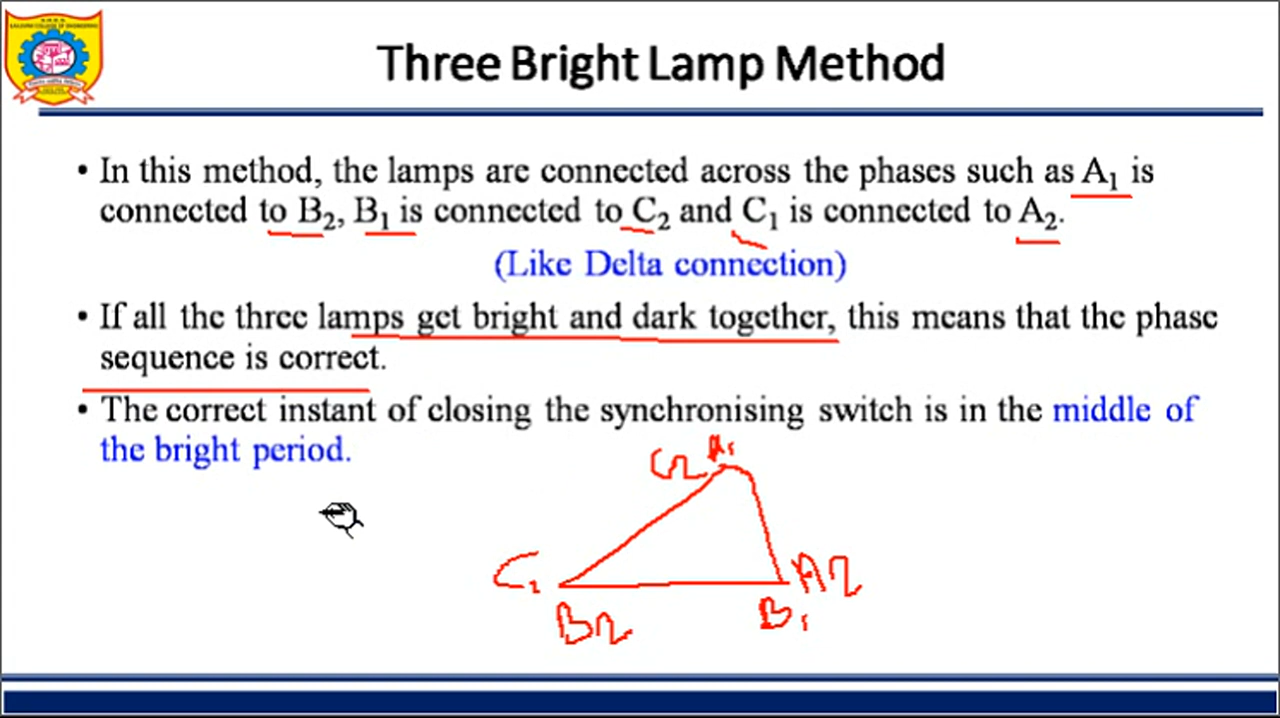 Three Bright Lamp Method
• In this method, the lamps are connected across the phases such as A₁ is
connected to B₂, B₁ is connected to C₂ and C₁ is connected to A₂.
(Like Delta connection)
• If all the three lamps get bright and dark together, this means that the phase
sequence is correct.
• The correct instant of closing the synchronising switch is in the middle of
the bright period.
C2 A₁
C₁ A2
B2 B₁